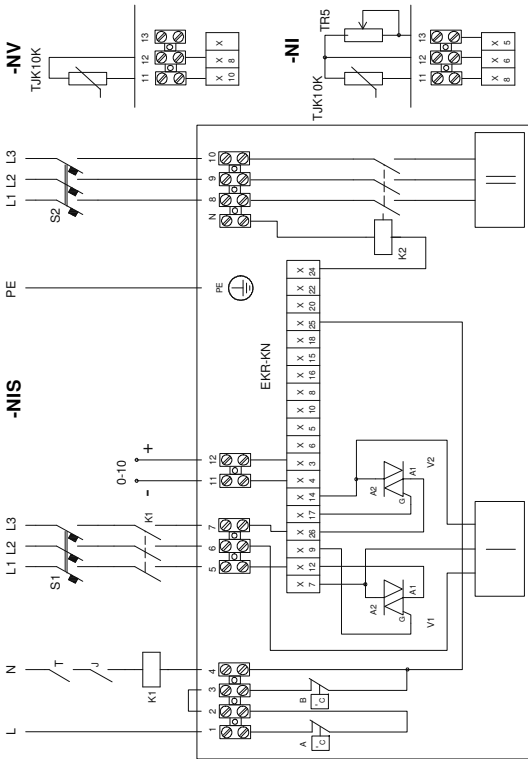 L
N
L1 L2 L3
-NIS
PE
L1 L2 L3
-NV
TJK10K
11 12 13
X X X
10 8
-NI
TJK10K
TR5
11 12 13
X X X
8 6 5
T
J
K1
S1
K1
0-10
- +
S2
1 2 3 4
5 6 7
11 12
PE
N 8 9 10
A
°C
B
°C
EKR-KN
X X X X X X X X X X X X X X X X X X X
7 12 9 26 17 14 4 3 6 5 10 8 16 15 18 25 20 22 24
K2
V1
A2
A1
G
V2
A2
A1
G
I
II